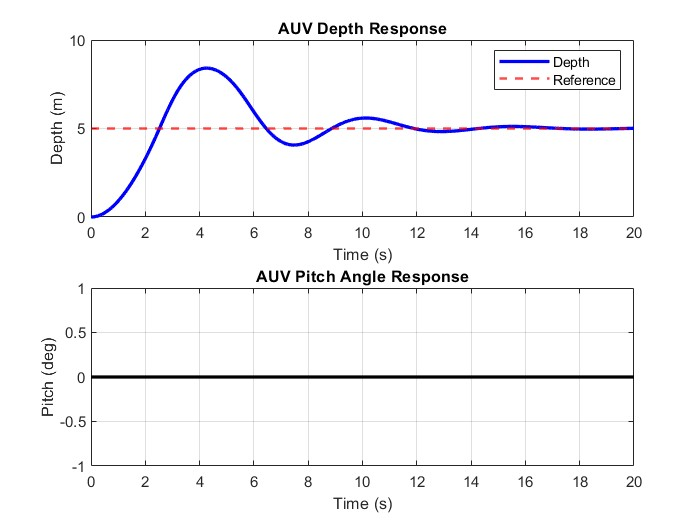 AUV Depth Response
10
5
0
Depth (m)
Depth
Reference
0 2 4 6 8 10 12 14 16 18 20
Time (s)
AUV Pitch Angle Response
1
0.5
0
-0.5
-1
Pitch (deg)
0 2 4 6 8 10 12 14 16 18 20
Time (s)